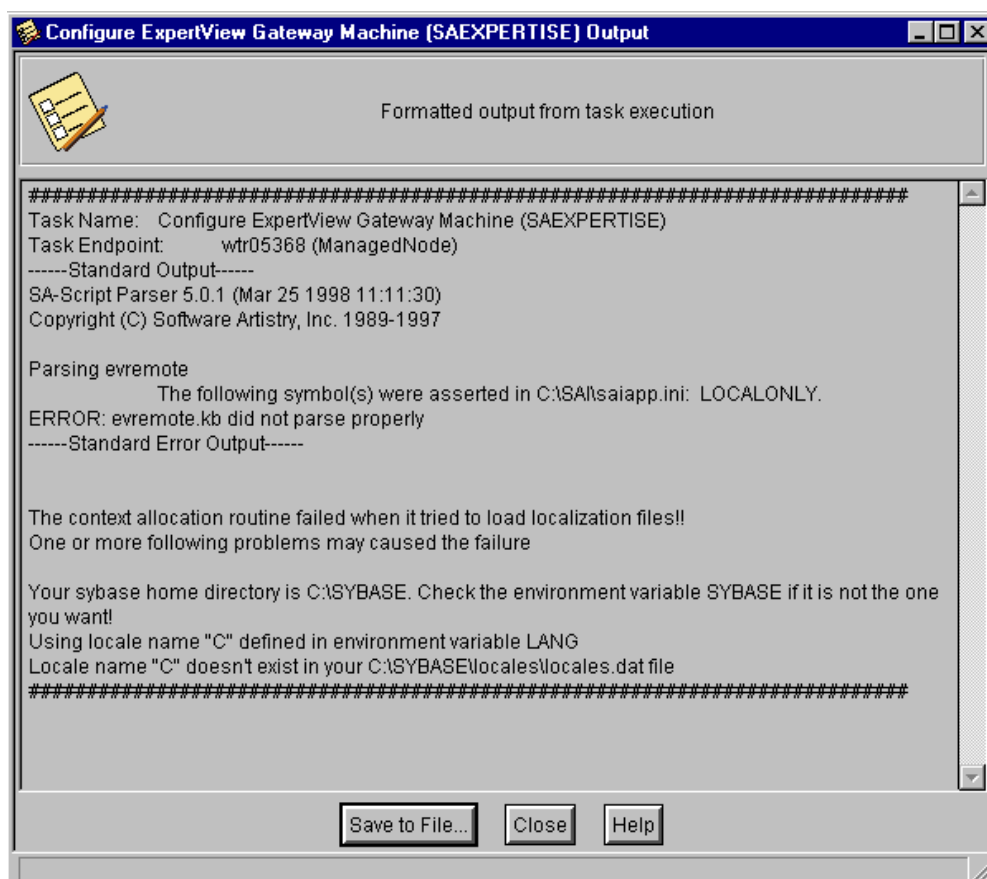 Configure ExpertView Gateway Machine (SAEXPERTISE) Output
Formatted output from task execution
##########################################################################
Task Name: Configure ExpertView Gateway Machine (SAEXPERTISE)
Task Endpoint: wtr05368 (ManagedNode)
------Standard Output------
SA-Script Parser 5.0.1 (Mar 25 1998 11:11:30)
Copyright (C) Software Artistry, Inc. 1989-1997
Parsing evremote
The following symbol(s) were asserted in C:\SAI\saiapp.ini: LOCALONLY.
ERROR: evremote.kb did not parse properly
------Standard Error Output------
The context allocation routine failed when it tried to load localization files!!
One or more following problems may caused the failure
Your sybase home directory is C:\SYBASE. Check the environment variable SYBASE if it is not the one
you want!
Using locale name "C" defined in environment variable LANG
Locale name "C" doesn't exist in your C:\SYBASE\locales\locales.dat file
##########################################################################
Save to File...
Close
Help